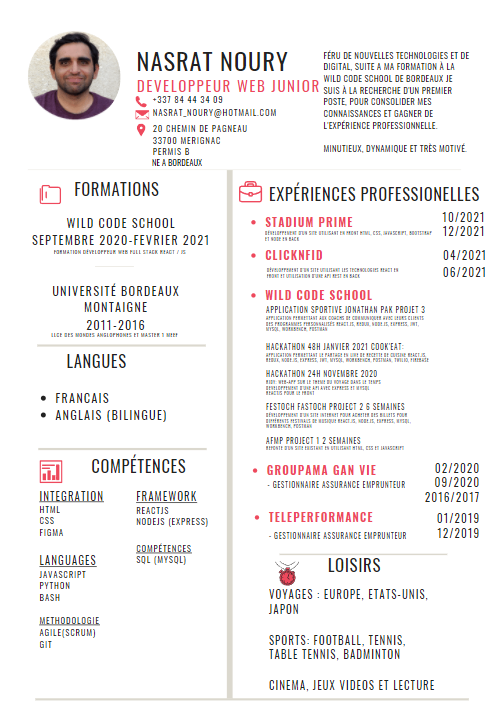 NASRAT NOURY
DEVELOPPEUR WEB JUNIOR
+337 84 44 34 09
NASRAT_NOURY@HOTMAIL.COM
20 CHEMIN DE PAGNEAU
33700 MERIGNAC
PERMIS B
NE A BORDEAUX
FÉRU DE NOUVELLES TECHNOLOGIES ET DE
DIGITAL, SUITE A MA FORMATION À LA
WILD CODE SCHOOL DE BORDEAUX JE
SUIS À LA RECHERCHE D'UN PREMIER
POSTE, POUR CONSOLIDER MES
CONNAISSANCES ET GAGNER DE
L'EXPÉRIENCE PROFESSIONNELLE.
MINUTIEUX, DYNAMIQUE ET TRÈS MOTIVÉ.
FORMATIONS
WILD CODE SCHOOL
SEPTEMBRE 2020-FEVRIER 2021
FORMATION DÉVELOPPEUR WEB FULL STACK REACT / JS
UNIVERSITÉ BORDEAUX
MONTAIGNE
2011-2016
LLCE DES MONDES ANGLOPHONES ET MASTER 1 MEEF
LANGUES
• FRANCAIS
• ANGLAIS (BILINGUE)
COMPÉTENCES
INTEGRATION
HTML
CSS
FIGMA
LANGUAGES
JAVASCRIPT
PYTHON
BASH
METHODOLOGIE
AGILE(SCRUM)
GIT
FRAMEWORK
REACTJS
NODEJS (EXPRESS)
COMPÉTENCES
SQL (MYSQL)
EXPÉRIENCES PROFESSIONELLES
• STADIUM PRIME
10/2021
12/2021
DÉVELOPPEMENT D'UN SITE UTILISANT EN FRONT HTML, CSS, JAVASCRIPT, BOOTSTRAP
ET NODE EN BACK
• CLICKNFID
04/2021
06/2021
DÉVELOPPEMENT D'UN SITE UTILISANT LES TECHNOLOGIES REACT EN
FRONT ET UTILISATION D'UNE API REST EN BACK
• WILD CODE SCHOOL
APPLICATION SPORTIVE JONATHAN PAK PROJET 3
APPLICATION PERMETTANT AUX COACHS DE COMMUNIQUER AVEC LEURS CLIENTS
DES PROGRAMMES PERSONNALISÉS REACT.JS, REDUX, NODE.JS, EXPRESS, JWT,
MYSQL, WORKBENCH, POSTMAN
HACKATHON 48H JANVIER 2021 COOK'EAT:
APPLICATION PERMETTANT LE PARTAGE EN LIVE DE RECETTE DE CUISINE REACT.JS,
REDUX, NODE.JS, EXPRESS, JWT, MYSQL, WORKBENCH, POSTMAN, TWILIO, FIREBASE
HACKATHON 24H NOVEMBRE 2020
WEB-APP SUR LE THEME DU VOYAGE DANS LE TEMPS
DÉVELOPPEMENT D'UNE API AVEC EXPRESS ET MYSQL
REACTJS POUR LE FRONT
FESTOCH FASTOCH PROJECT 2 6 SEMAINES
DÉVELOPPEMENT D'UN SITE INTERNET POUR ACHETER DES BILLETS POUR
DIFFÉRENTS FESTIVALS DE MUSIQUE REACT.JS, NODE.JS, EXPRESS, MYSQL,
WORKBENCH, POSTMAN
AFMP PROJECT 1 2 SEMAINES
REFONTE D'UN SITE EXISTANT EN UTILISANT HTML, CSS ET JAVASCRIPT
• GROUPAMA GAN VIE
02/2020
09/2020
2016/2017
- GESTIONNAIRE ASSURANCE EMPRUNTEUR
• TELEPERFORMANCE
01/2019
12/2019
- GESTIONNAIRE ASSURANCE EMPRUNTEUR
LOISIRS
VOYAGES : EUROPE, ETATS-UNIS,
JAPON
SPORTS: FOOTBALL, TENNIS,
TABLE TENNIS, BADMINTON
CINEMA, JEUX VIDEOS ET LECTURE